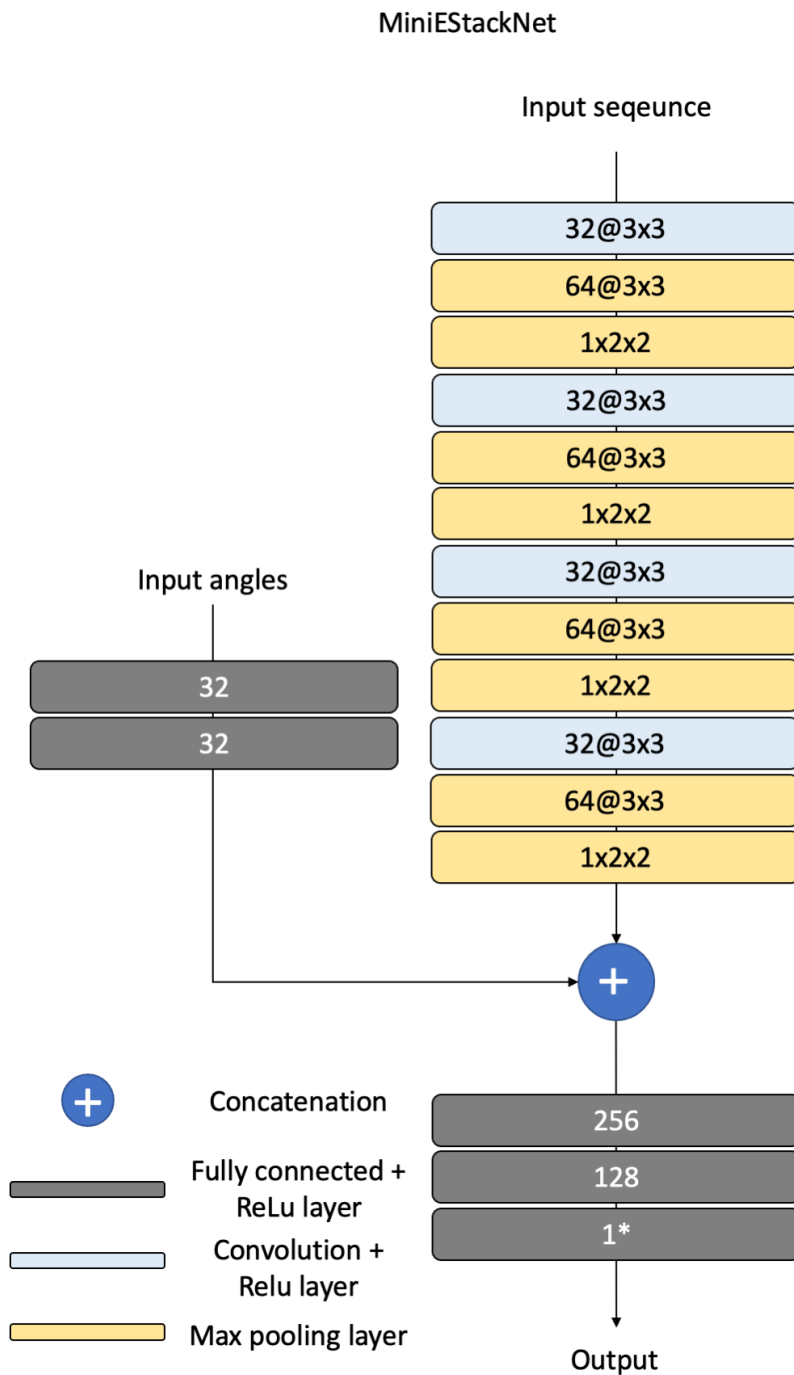 MiniEStackNet
Input seqeunce
32@3x3
64@3x3
1x2x2
32@3x3
64@3x3
1x2x2
32@3x3
64@3x3
1x2x2
32@3x3
64@3x3
1x2x2
Input angles
32
32
+
256
128
1*
Output
+
Concatenation
Fully connected +
ReLu layer
Convolution +
Relu layer
Max pooling layer